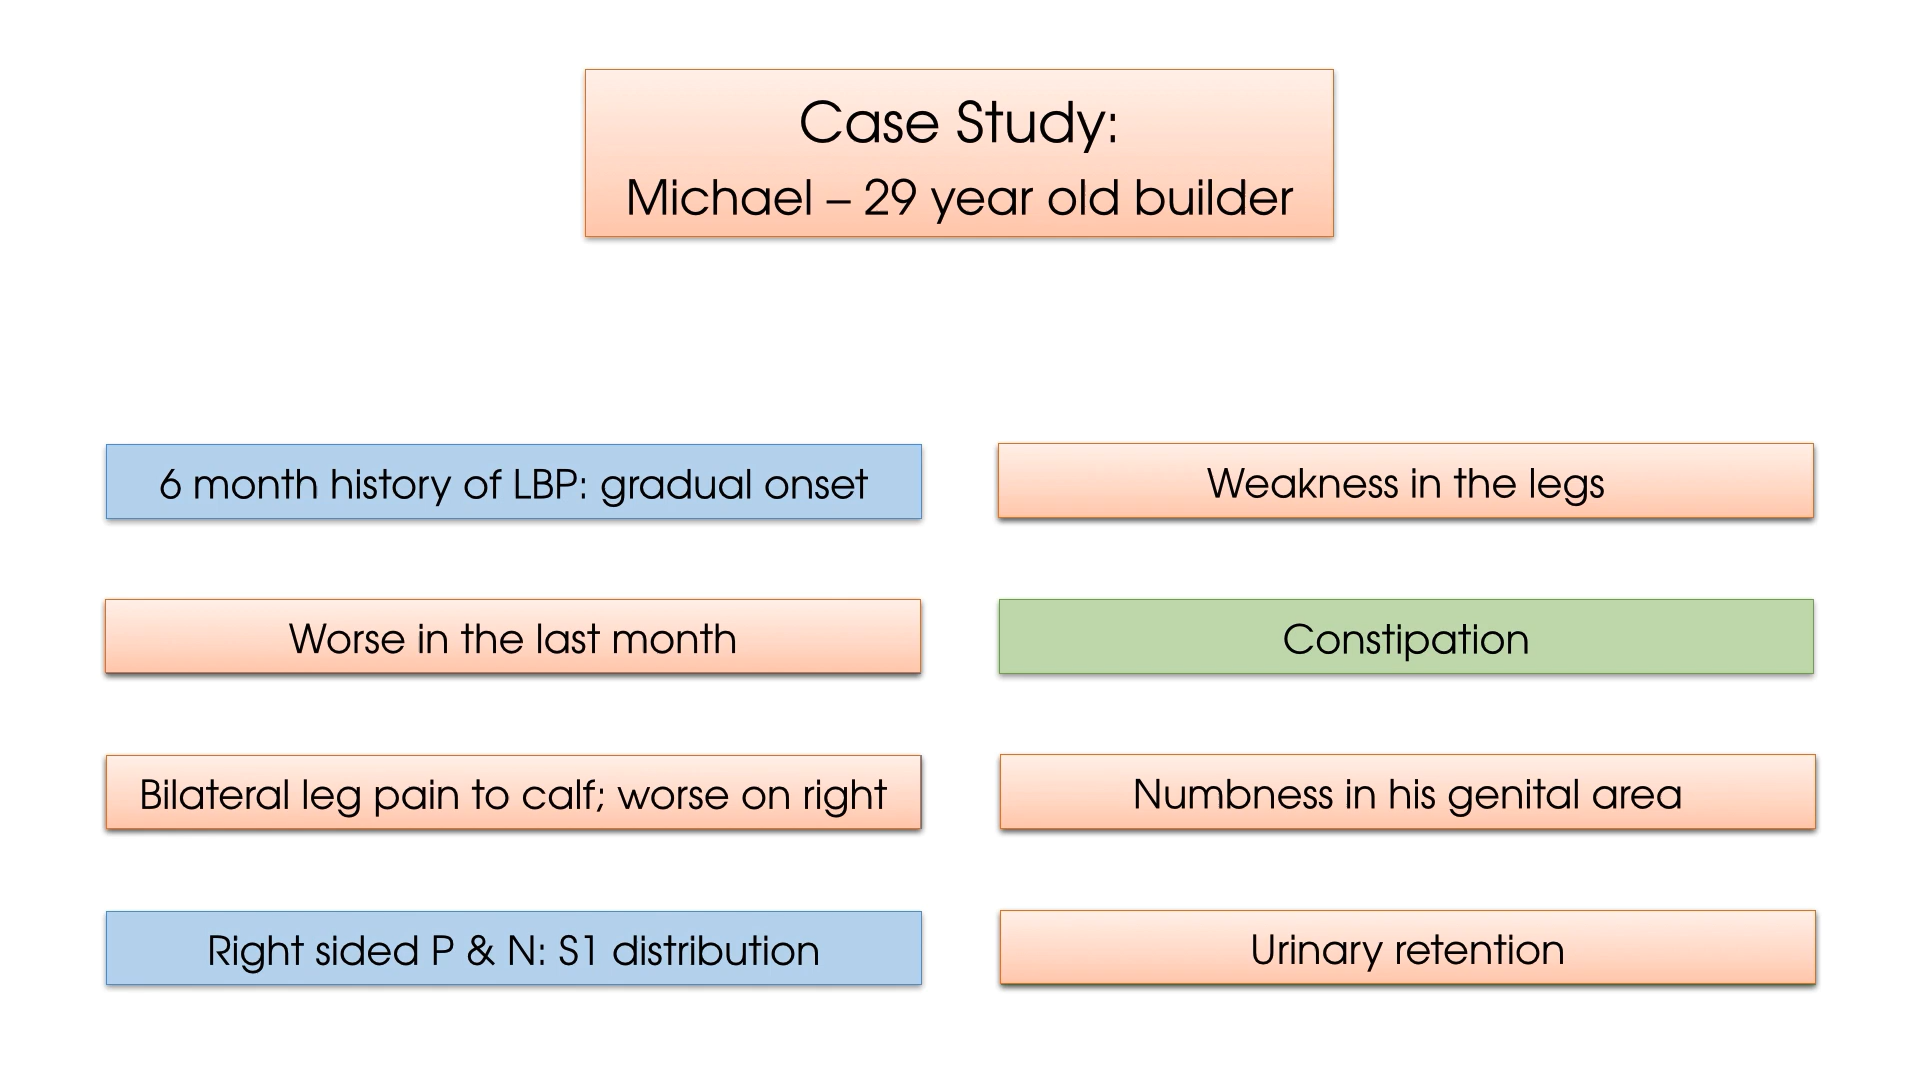 Case Study:
Michael – 29 year old builder
6 month history of LBP: gradual onset
Worse in the last month
Bilateral leg pain to calf; worse on right
Right sided P & N: S1 distribution
Weakness in the legs
Constipation
Numbness in his genital area
Urinary retention